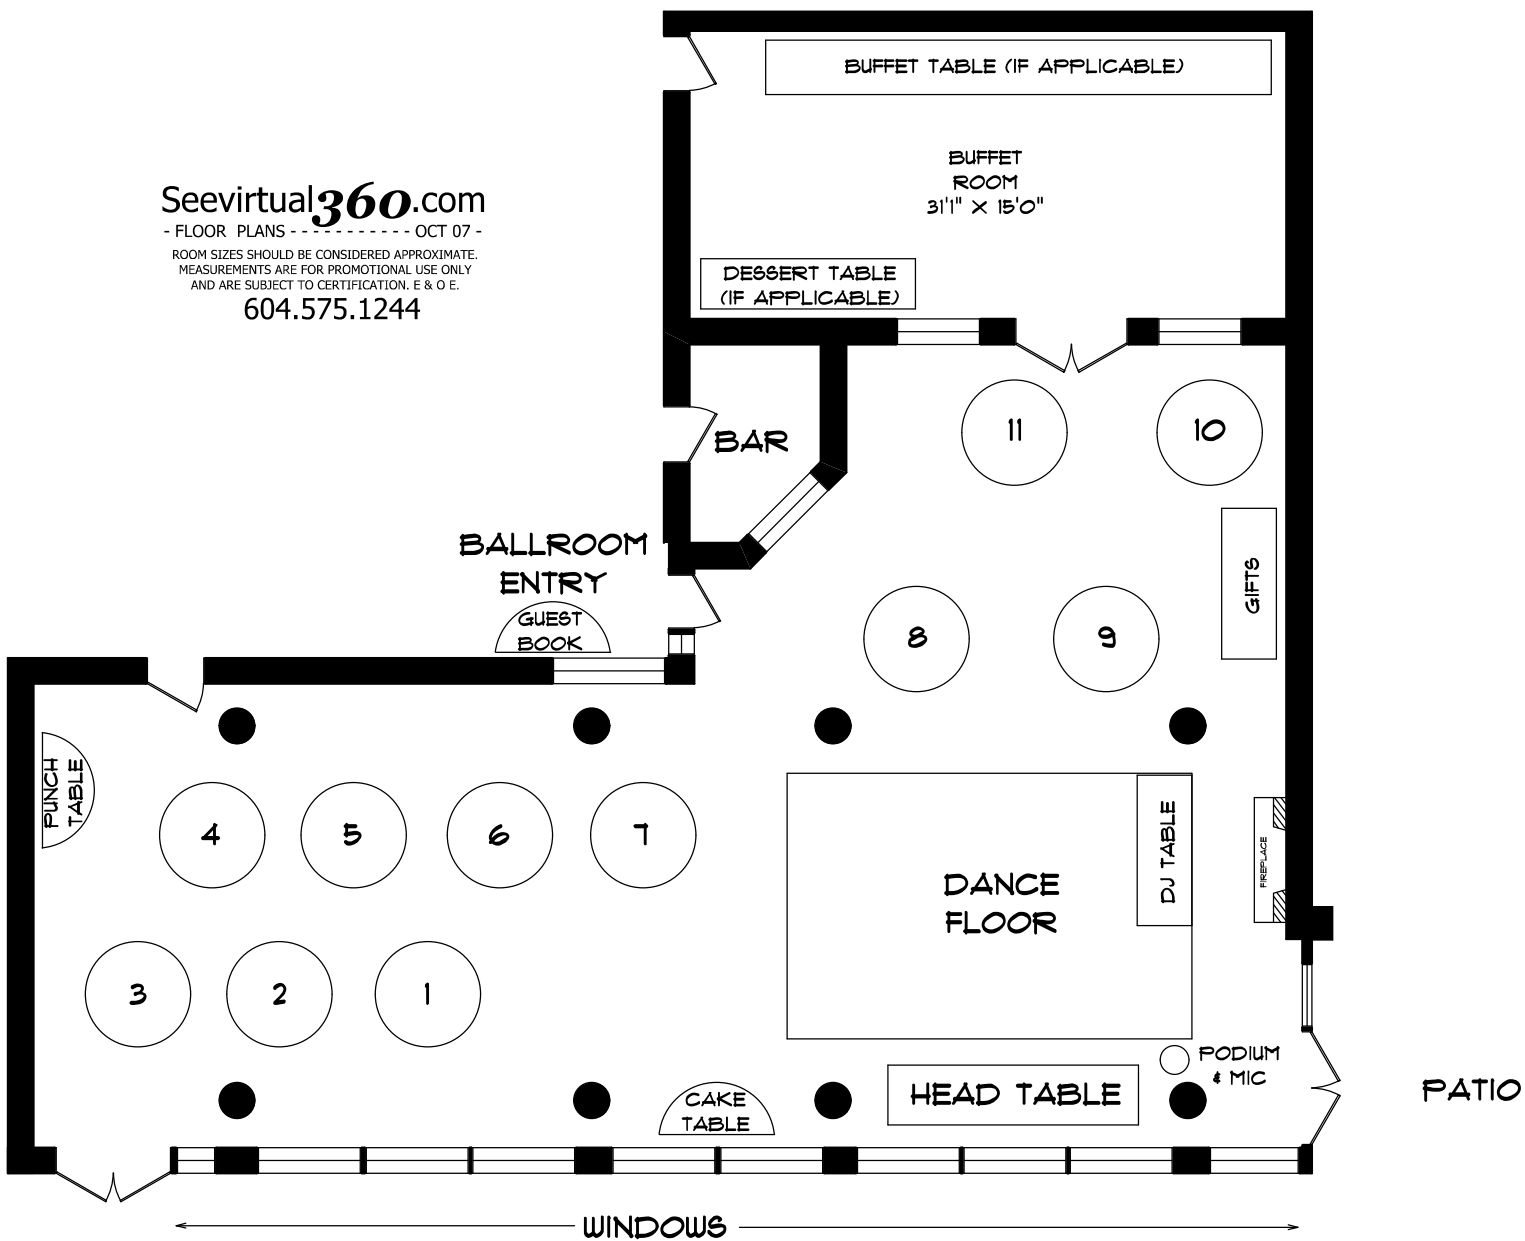 BUFFET TABLE (IF APPLICABLE)
BUFFET
ROOM
31'1" X 15'0"
DESSERT TABLE
(IF APPLICABLE)
Seevirtual360.com
- FLOOR PLANS - - - - - - - - - - - OCT 07 -
ROOM SIZES SHOULD BE CONSIDERED APPROXIMATE.
MEASUREMENTS ARE FOR PROMOTIONAL USE ONLY
AND ARE SUBJECT TO CERTIFICATION. E & O E.
604.575.1244
BAR
11
10
BALLROOM
ENTRY
GUEST
BOOK
GIFTS
8
9
PUNCH
TABLE
4
5
6
7
DANCE
FLOOR
DJ TABLE
FIREPLACE
3
2
1
PODIUM
& MIC
HEAD TABLE
CAKE
TABLE
PATIO
WINDOWS